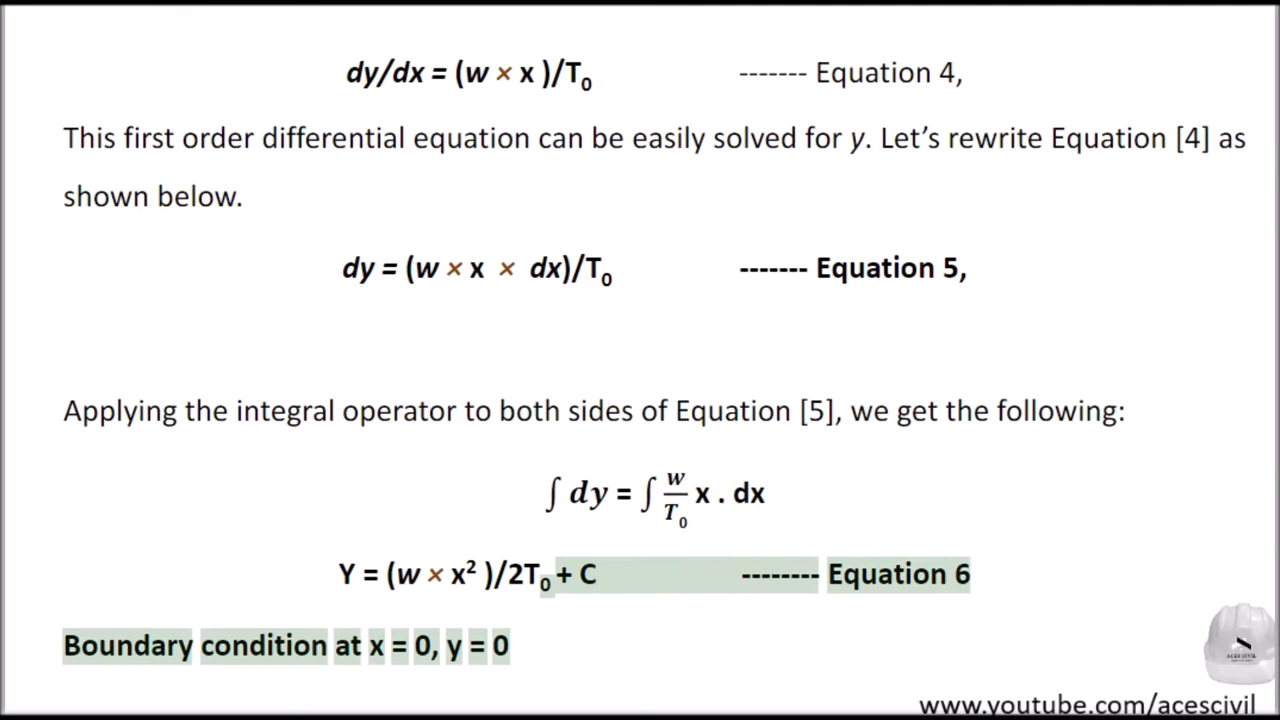 dy/dx = (w × x )/T₀ ------- Equation 4,
This first order differential equation can be easily solved for y. Let’s rewrite Equation [4] as
shown below.
dy = (w × x × dx)/T₀ ------- Equation 5,
Applying the integral operator to both sides of Equation [5], we get the following:
∫ dy = ∫ w/T₀ x . dx
Y = (w × x² )/2T₀ + C -------- Equation 6
Boundary condition at x = 0, y = 0
ACES CIVIL
www.youtube.com/acescivil